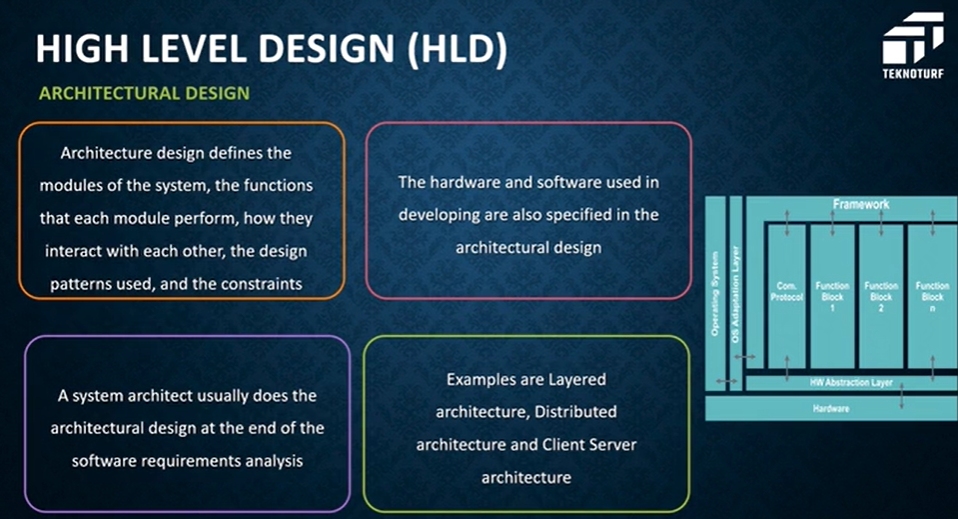 HIGH LEVEL DESIGN (HLD)
TEKNOTURF
ARCHITECTURAL DESIGN
Architecture design defines the
modules of the system, the functions
that each module perform, how they
interact with each other, the design
patterns used, and the constraints
The hardware and software used in
developing are also specified in the
architectural design
A system architect usually does the
architectural design at the end of the
software requirements analysis
Examples are Layered
architecture, Distributed
architecture and Client Server
architecture
Framework
Operating System
OS Adaptation Layer
Com.
Protocol
Function
Block
1
Function
Block
2
Function
Block
n
HW Abstraction Layer
Hardware